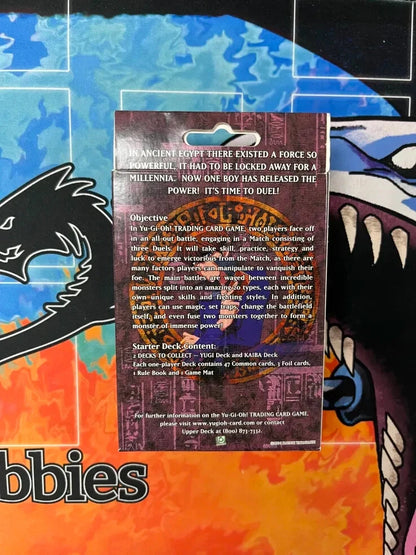 IN ANCIENT EGYPT THERE EXISTED A FORCE SO
POWERFUL, IT HAD TO BE LOCKED AWAY FOR A
MILLENNIA. NOW ONE BOY HAS RELEASED THE
POWER! IT'S TIME TO DUEL!
Objective
In Yu-Gi-Oh! TRADING CARD GAME, two players face off
in an all-out battle, engaging in a Match consisting of
three Duels. It will take skill, practice, strategy and
luck to emerge victorious from the Match, as there are
many factors players can manipulate to vanquish their
foe. The main battles are waged between incredible
monsters split into an amazing 20 types, each with their
own unique skills and fighting styles. In addition,
players can use magic, set traps, change the battlefield
itself, and even fuse two monsters together to form a
monster of immense power
Starter Deck Content:
2 DECKS TO COLLECT — YUGI Deck and KAIBA Deck
Each one-player Deck contains 47 Common cards, 3 Foil cards,
1 Rule Book and 1 Game Mat
For further information on the Yu-Gi-Oh! TRADING CARD GAME,
please visit www.yugioh-card.com or contact
Upper Deck at (800) 873-7332.
bbies